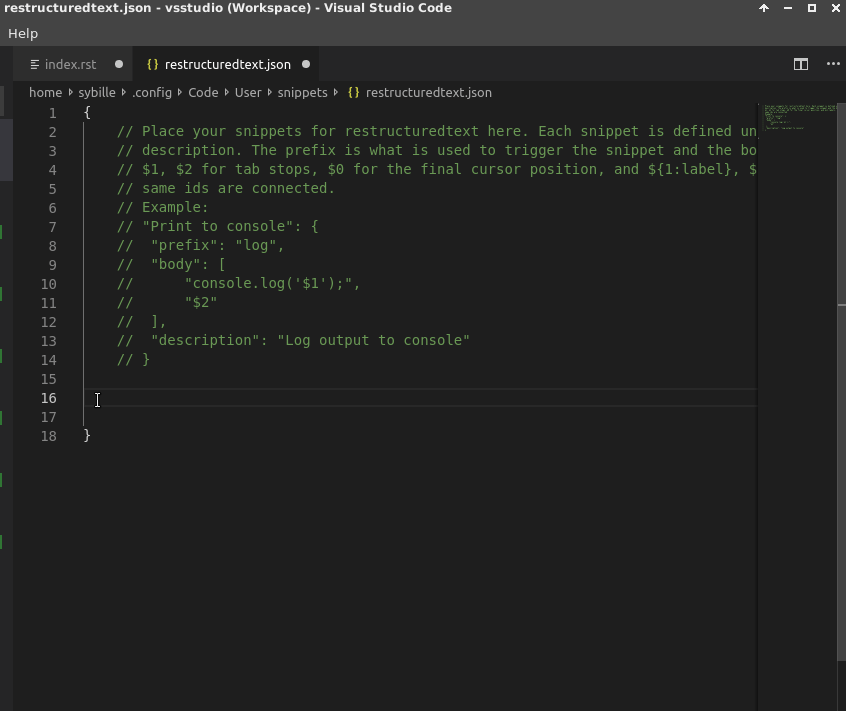 restructuredtext.json - vsstudio (Workspace) - Visual Studio Code
Help
index.rst restructuredtext.json
home sybille .config Code User snippets restructuredtext.json
1 {
2 // Place your snippets for restructuredtext here. Each snippet is defined un
3 // description. The prefix is what is used to trigger the snippet and the bo
4 // $1, $2 for tab stops, $0 for the final cursor position, and ${1:label}, $
5 // same ids are connected.
6 // Example:
7 // "Print to console": {
8 // "prefix": "log",
9 // "body": [
10 // "console.log('$1');",
11 // "$2"
12 // ],
13 // "description": "Log output to console"
14 // }
15
16
17
18 }